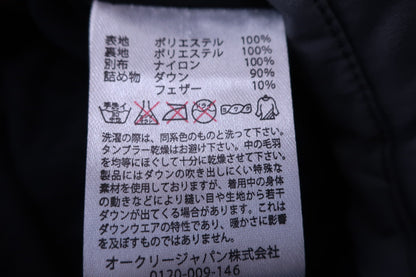 表地 ポリエステル 100%
裏地 ポリエステル 100%
別布 ナイロン 100%
詰め物 ダウン 90%
フェザー 10%
洗濯の際は、同系色のものと洗って下さい。
タンブラー乾燥はお避け下さい。中の毛羽
を均等にほぐして十分に乾燥させて下さい。
製品にはダウンの吹き出しにくい特殊な
素材を使用しておりますが、着用中の身体
の動きなどにより縫い目や生地から若干
ダウンが出てくる場合があります。これは
ダウンウエアの特性であり、暖かさに影響
を及ぼすものではありません。
オークリージャパン株式会社
0120-009-146